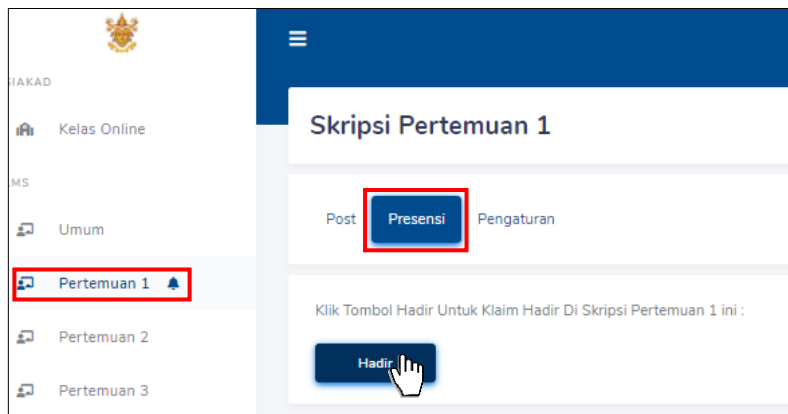 SIAKAD
Kelas Online
LMS
Umum
Pertemuan 1
Pertemuan 2
Pertemuan 3
Skripsi Pertemuan 1
Post Presensi Pengaturan
Klik Tombol Hadir Untuk Klaim Hadir Di Skripsi Pertemuan 1 ini :
Hadir